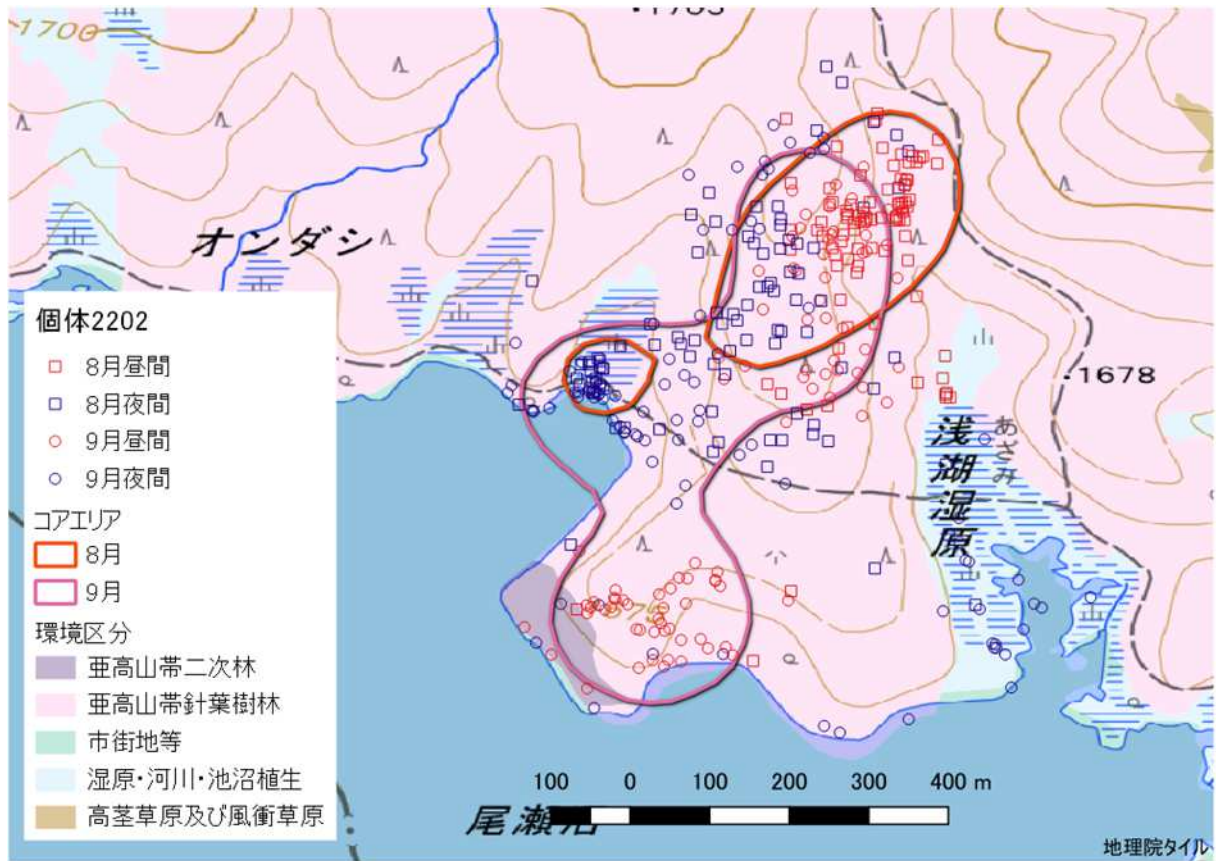 1700
・1703
オンダシ
・1678
浅湖湿原
あざみ
1675
尾瀬沼
個体2202
8月昼間
8月夜間
9月昼間
9月夜間
コアエリア
8月
9月
環境区分
亜高山帯二次林
亜高山帯針葉樹林
市街地等
湿原・河川・池沼植生
高茎草原及び風衝草原
100 0 100 200 300 400 m
地理院タイル